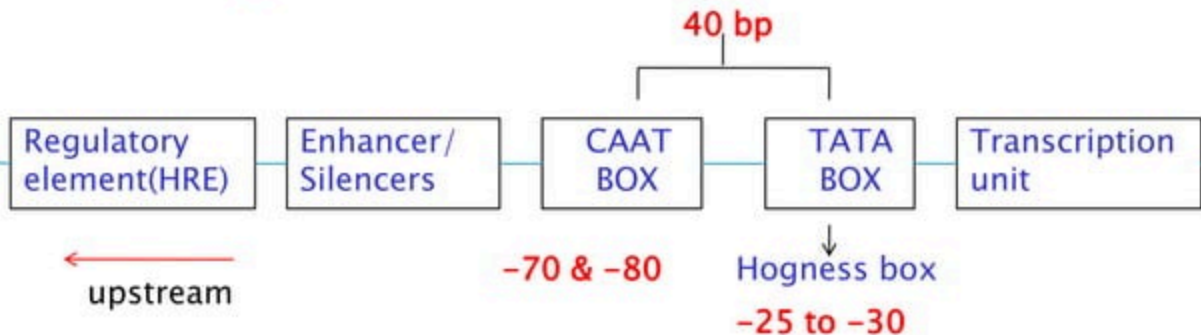 40 bp
Regulatory
element(HRE)
Enhancer/
Silencers
CAAT
BOX
TATA
BOX
Transcription
unit
upstream
-70 & -80
Hogness box
-25 to -30